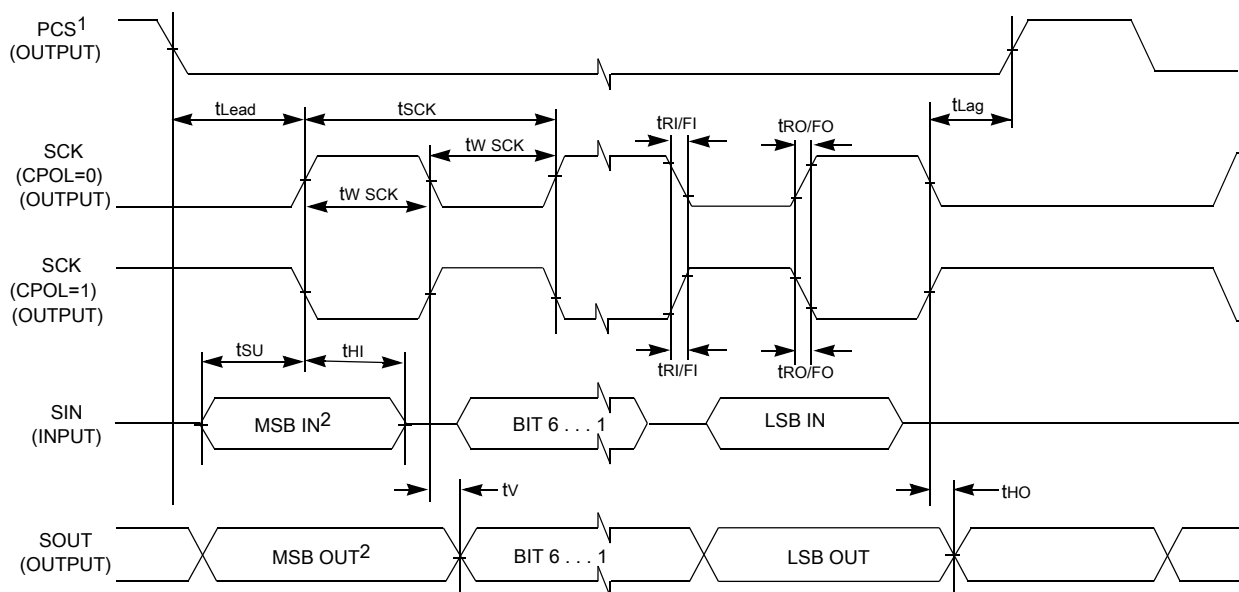 PCS1
(OUTPUT)
tLead
tSCK
tLag
tRI/FI
tRO/FO
tW SCK
SCK
(CPOL=0)
(OUTPUT)
tW SCK
SCK
(CPOL=1)
(OUTPUT)
tSU
tHI
tRI/FI
tRO/FO
SIN
(INPUT)
MSB IN2
BIT 6 . . . 1
LSB IN
tV
tHO
SOUT
(OUTPUT)
MSB OUT2
BIT 6 . . . 1
LSB OUT